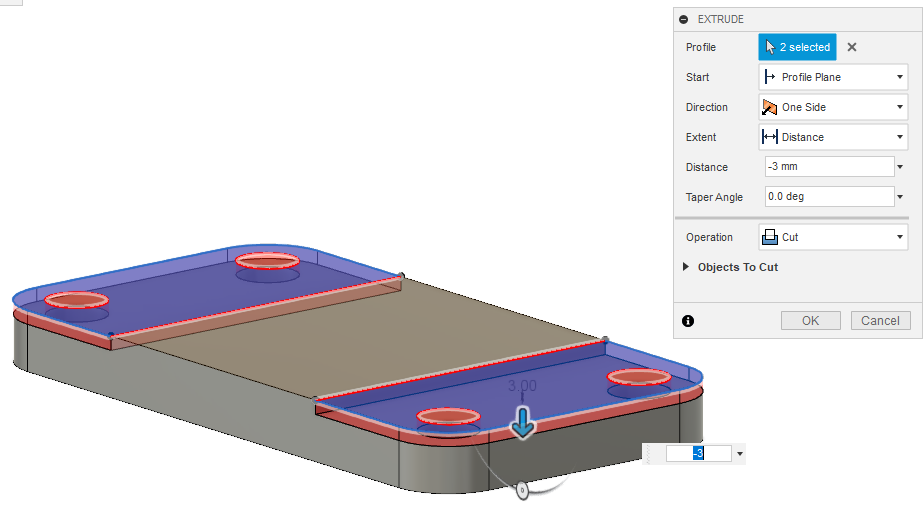 EXTRUDE
Profile 2 selected
Start Profile Plane
Direction One Side
Extent Distance
Distance -3 mm
Taper Angle 0.0 deg
Operation Cut
Objects To Cut
OK Cancel
3.00
-3
0